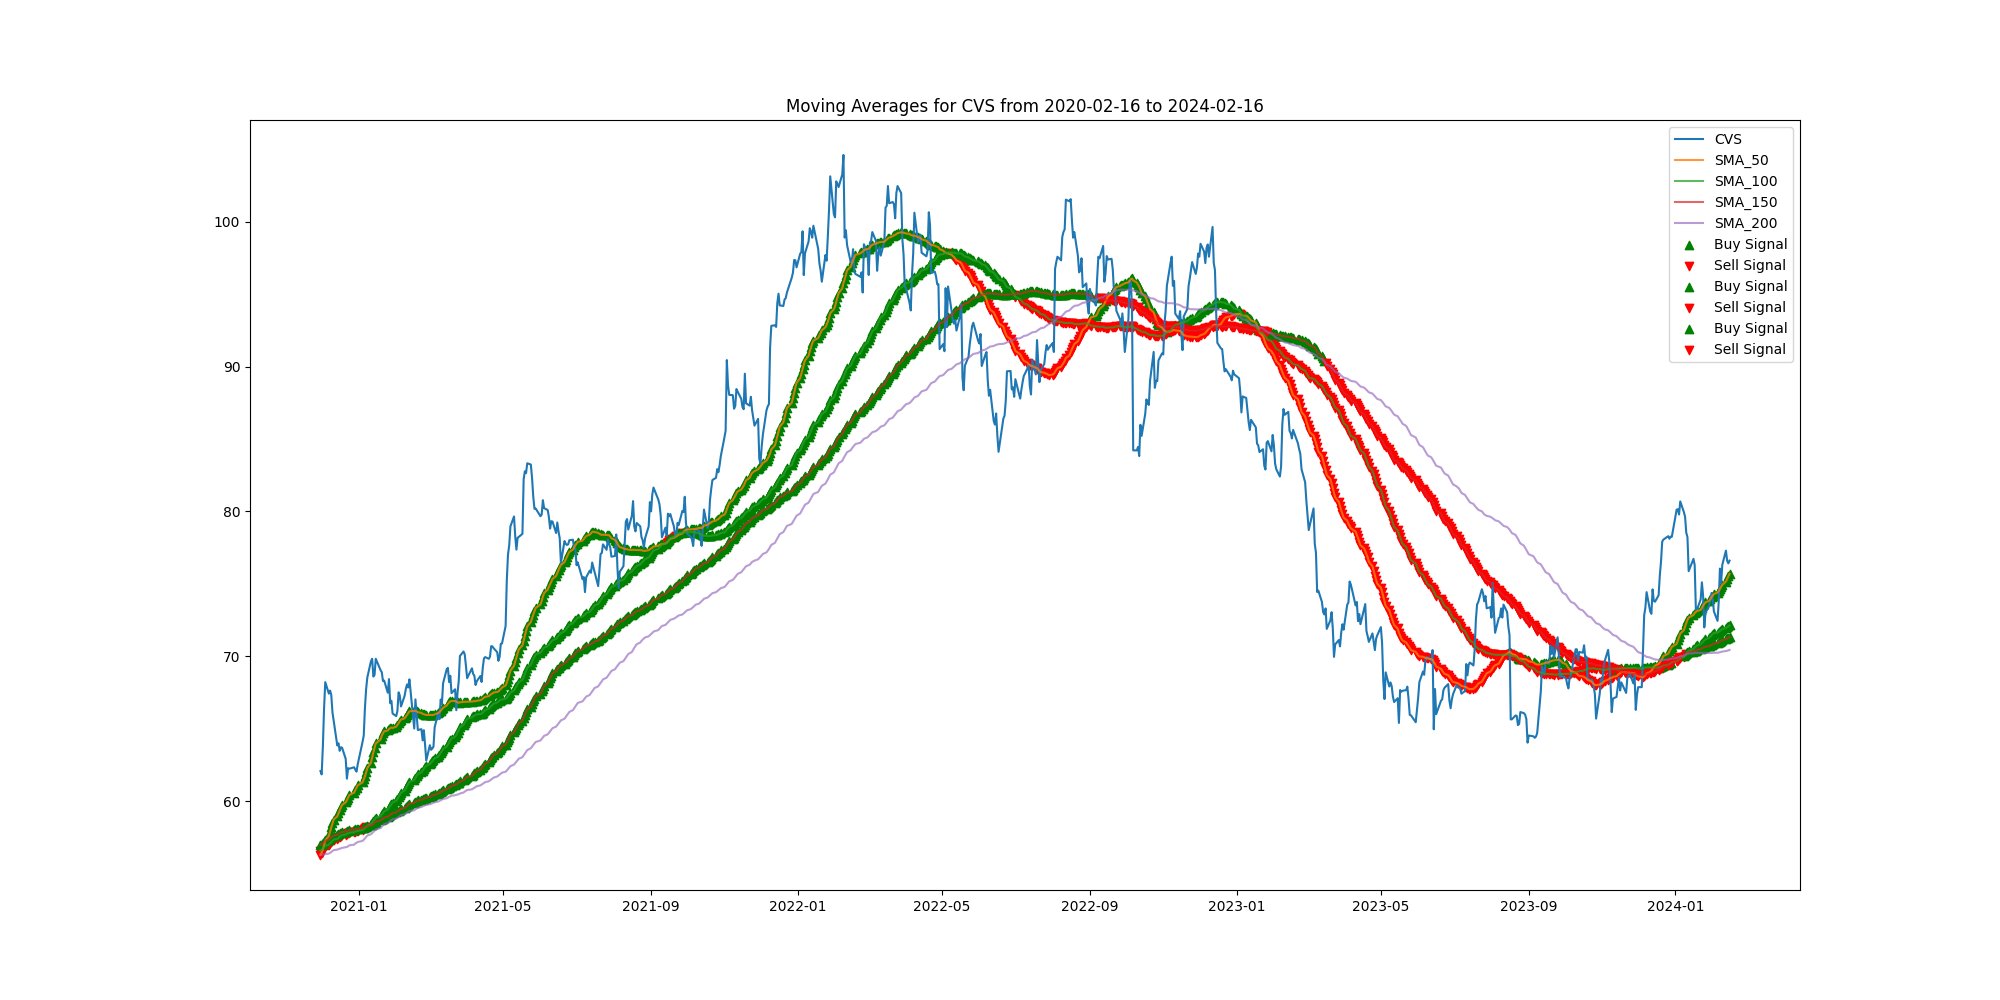 Moving Averages for CVS from 2020-02-16 to 2024-02-16
CVS
SMA_50
SMA_100
SMA_150
SMA_200
Buy Signal
Sell Signal
Buy Signal
Sell Signal
Buy Signal
Sell Signal
100
90
80
70
60
2021-01 2021-05 2021-09 2022-01 2022-05 2022-09 2023-01 2023-05 2023-09 2024-01